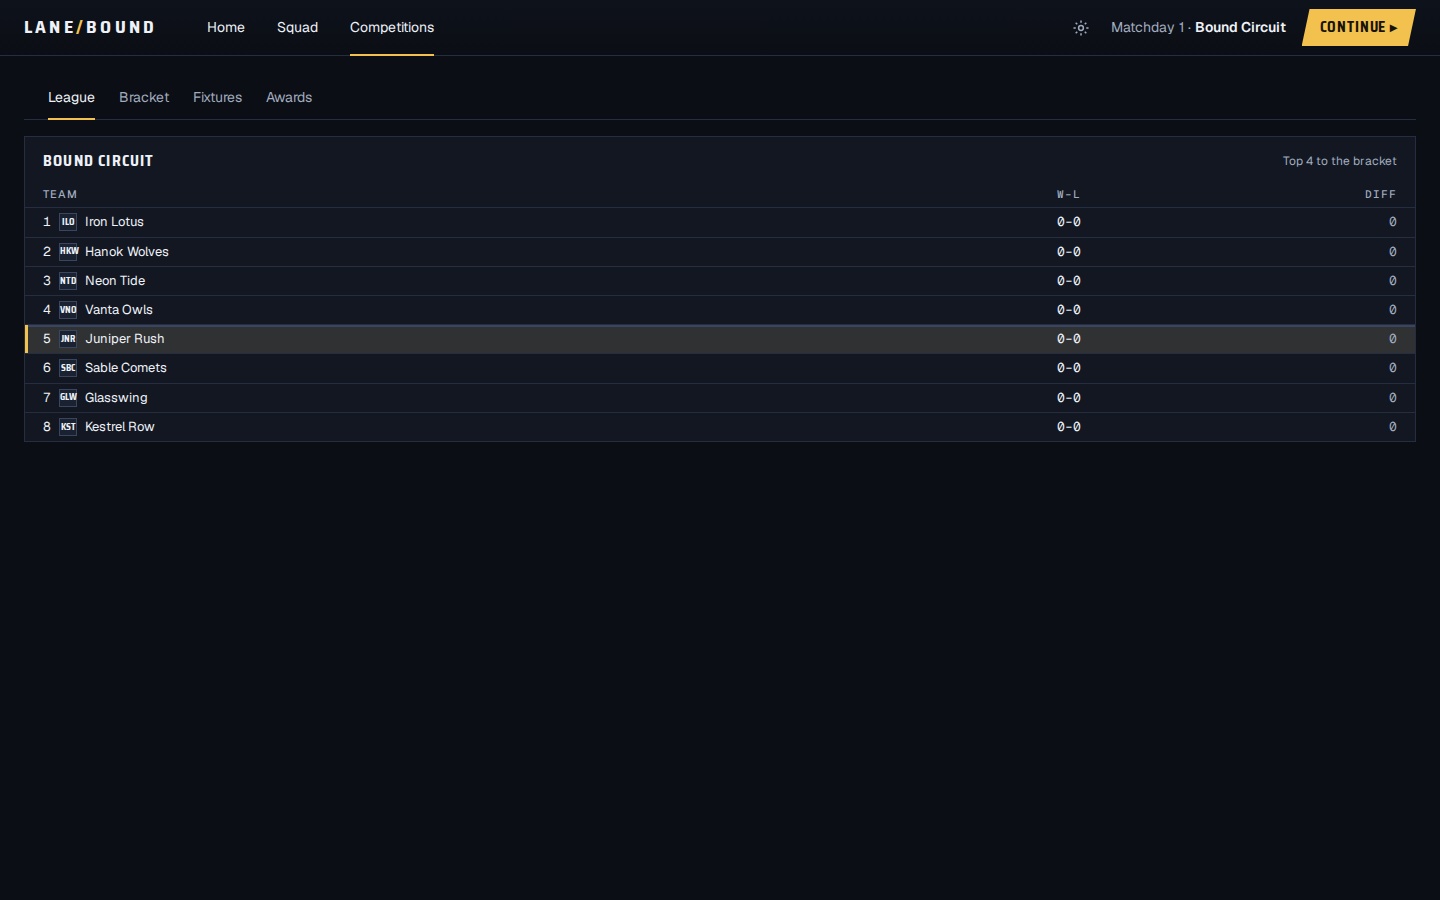 LANE/BOUND Home Squad Competitions Matchday 1 · Bound Circuit CONTINUE ▸
League Bracket Fixtures Awards
BOUND CIRCUIT Top 4 to the bracket
TEAM W-L DIFF
1 ILO Iron Lotus 0-0 0
2 HKW Hanok Wolves 0-0 0
3 NTD Neon Tide 0-0 0
4 VNO Vanta Owls 0-0 0
5 JNR Juniper Rush 0-0 0
6 SBC Sable Comets 0-0 0
7 GLW Glasswing 0-0 0
8 KST Kestrel Row 0-0 0